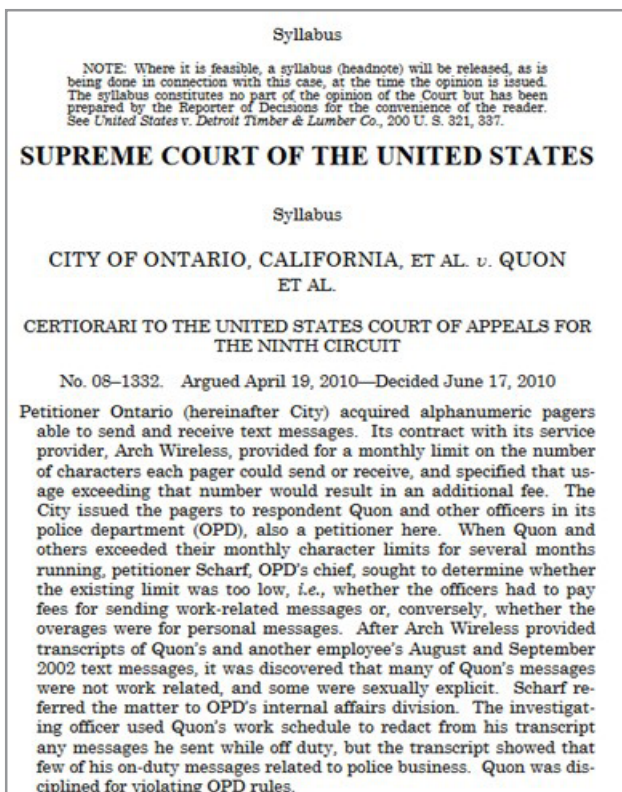 Syllabus
NOTE: Where it is feasible, a syllabus (headnote) will be released, as is
being done in connection with this case, at the time the opinion is issued.
The syllabus constitutes no part of the opinion of the Court but has been
prepared by the Reporter of Decisions for the convenience of the reader.
See United States v. Detroit Timber & Lumber Co., 200 U. S. 321, 337.
SUPREME COURT OF THE UNITED STATES
Syllabus
CITY OF ONTARIO, CALIFORNIA, ET AL. v. QUON
ET AL.
CERTIORARI TO THE UNITED STATES COURT OF APPEALS FOR
THE NINTH CIRCUIT
No. 08–1332. Argued April 19, 2010—Decided June 17, 2010
Petitioner Ontario (hereinafter City) acquired alphanumeric pagers
able to send and receive text messages. Its contract with its service
provider, Arch Wireless, provided for a monthly limit on the number
of characters each pager could send or receive, and specified that us-
age exceeding that number would result in an additional fee. The
City issued the pagers to respondent Quon and other officers in its
police department (OPD), also a petitioner here. When Quon and
others exceeded their monthly character limits for several months
running, petitioner Scharf, OPD's chief, sought to determine whether
the existing limit was too low, i.e., whether the officers had to pay
fees for sending work-related messages or, conversely, whether the
overages were for personal messages. After Arch Wireless provided
transcripts of Quon's and another employee's August and September
2002 text messages, it was discovered that many of Quon's messages
were not work related, and some were sexually explicit. Scharf re-
ferred the matter to OPD's internal affairs division. The investigat-
ing officer used Quon's work schedule to redact from his transcript
any messages he sent while off duty, but the transcript showed that
few of his on-duty messages related to police business. Quon was dis-
ciplined for violating OPD rules.